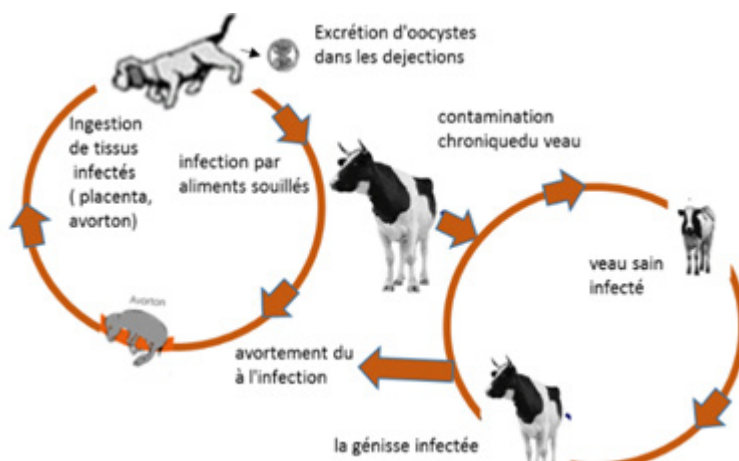 Excrétion d'oocystes
dans les dejections
Ingestion
de tissus
infectés
( placenta,
avorton)
infection par
aliments souillés
contamination
chroniquedu veau
veau sain
infecté
Avorton
avortement du
à l'infection
la génisse infectée